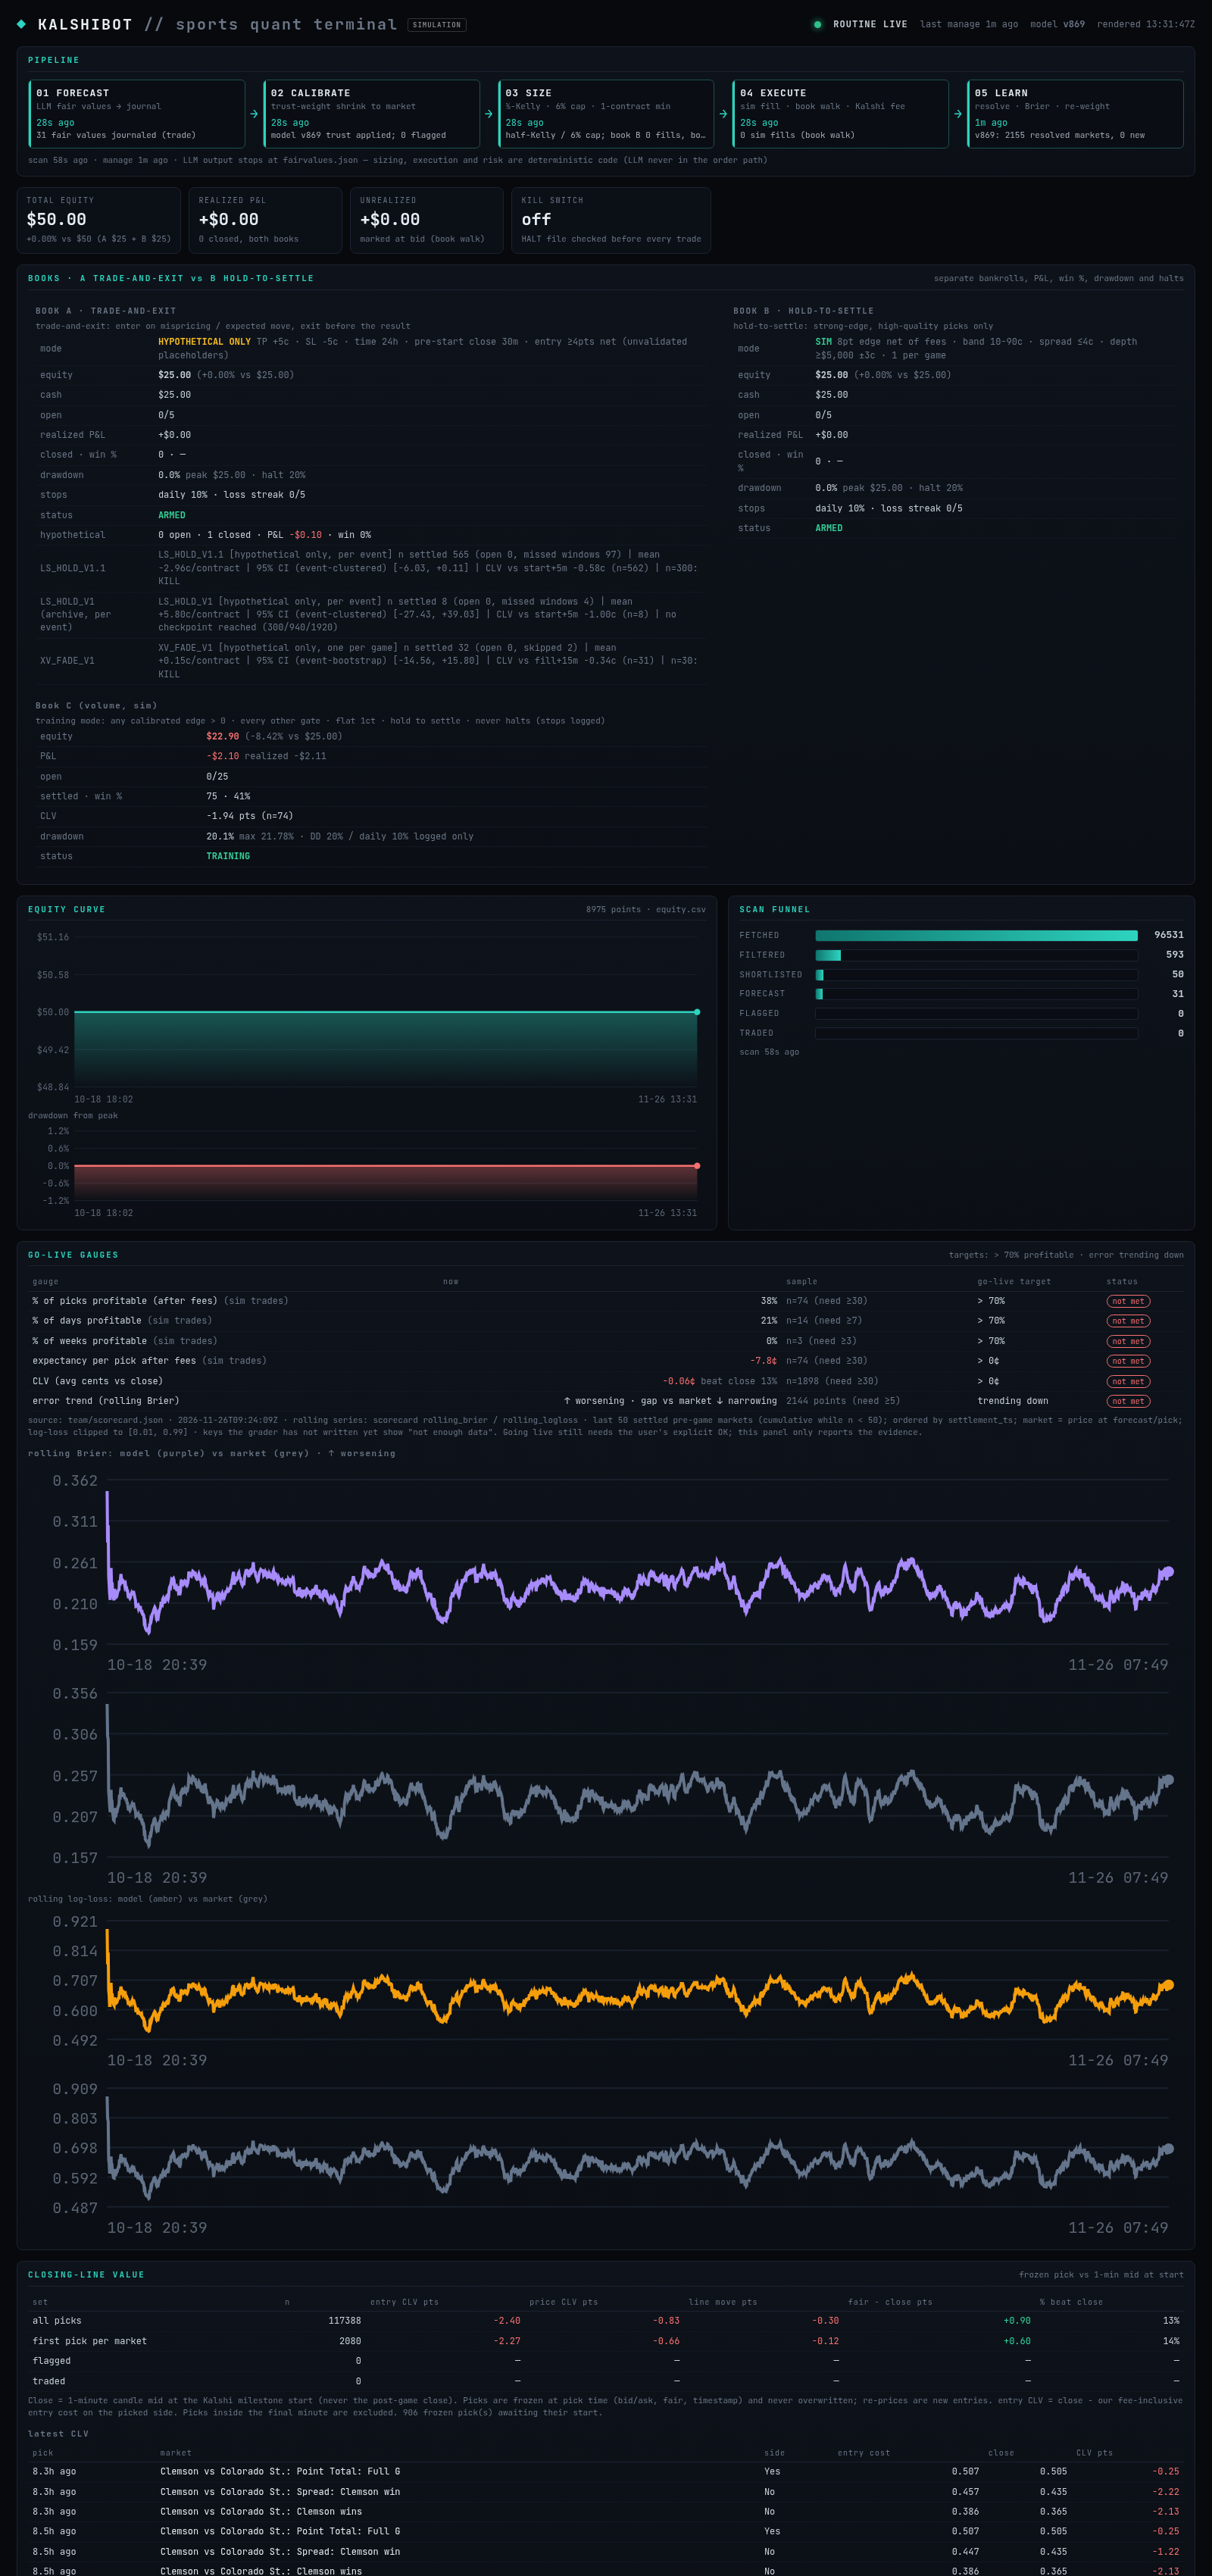 ◆ KALSHIBOT // sports quant terminal SIMULATION
ROUTINE LIVE last manage 1m ago model v869 rendered 13:31:47Z
PIPELINE
01 FORECAST
LLM fair values → journal
28s ago
31 fair values journaled (trade)
→
02 CALIBRATE
trust-weight shrink to market
28s ago
model v869 trust applied; 0 flagged
→
03 SIZE
½-Kelly · 6% cap · 1-contract min
28s ago
half-Kelly / 6% cap; book B 0 fills, bo…
→
04 EXECUTE
sim fill · book walk · Kalshi fee
28s ago
0 sim fills (book walk)
→
05 LEARN
resolve · Brier · re-weight
1m ago
v869: 2155 resolved markets, 0 new
scan 58s ago · manage 1m ago · LLM output stops at fairvalues.json — sizing, execution and risk are deterministic code (LLM never in the order path)
TOTAL EQUITY
$50.00
+0.00% vs $50 (A $25 + B $25)
REALIZED P&L
+$0.00
0 closed, both books
UNREALIZED
+$0.00
marked at bid (book walk)
KILL SWITCH
off
HALT file checked before every trade
BOOKS · A TRADE-AND-EXIT vs B HOLD-TO-SETTLE
separate bankrolls, P&L, win %, drawdown and halts
BOOK A · TRADE-AND-EXIT
trade-and-exit: enter on mispricing / expected move, exit before the result
mode HYPOTHETICAL ONLY TP +5c · SL -5c · time 24h · pre-start close 30m · entry ≥4pts net (unvalidated
placeholders)
equity $25.00 (+0.00% vs $25.00)
cash $25.00
open 0/5
realized P&L +$0.00
closed · win % 0 · —
drawdown 0.0% peak $25.00 · halt 20%
stops daily 10% · loss streak 0/5
status ARMED
hypothetical 0 open · 1 closed · P&L -$0.10 · win 0%
LS_HOLD_V1.1 LS_HOLD_V1.1 [hypothetical only, per event] n settled 565 (open 0, missed windows 97) | mean
-2.96c/contract | 95% CI (event-clustered) [-6.03, +0.11] | CLV vs start+5m -0.58c (n=562) | n=300:
KILL
LS_HOLD_V1 (archive, per event) LS_HOLD_V1 [hypothetical only, per event] n settled 8 (open 0, missed windows 4) | mean
+5.80c/contract | 95% CI (event-clustered) [-27.43, +39.03] | CLV vs start+5m -1.00c (n=8) | no
checkpoint reached (300/940/1920)
XV_FADE_V1 XV_FADE_V1 [hypothetical only, one per game] n settled 32 (open 0, skipped 2) | mean
+0.15c/contract | 95% CI (event-bootstrap) [-14.56, +15.80] | CLV vs fill+15m -0.34c (n=31) | n=30:
KILL
BOOK B · HOLD-TO-SETTLE
hold-to-settle: strong-edge, high-quality picks only
mode SIM 8pt edge net of fees · band 10-90c · spread ≤4c · depth
≥$5,000 ±3c · 1 per game
equity $25.00 (+0.00% vs $25.00)
cash $25.00
open 0/5
realized P&L +$0.00
closed · win % 0 · —
drawdown 0.0% peak $25.00 · halt 20%
stops daily 10% · loss streak 0/5
status ARMED
Book C (volume, sim)
training mode: any calibrated edge > 0 · every other gate · flat 1ct · hold to settle · never halts (stops logged)
equity $22.90 (-8.42% vs $25.00)
P&L -$2.10 realized -$2.11
open 0/25
settled · win % 75 · 41%
CLV -1.94 pts (n=74)
drawdown 20.1% max 21.78% · DD 20% / daily 10% logged only
status TRAINING
EQUITY CURVE
8975 points · equity.csv
$51.16
$50.58
$50.00
$49.42
$48.84
10-18 18:02 11-26 13:31
drawdown from peak
1.2%
0.6%
0.0%
-0.6%
-1.2%
10-18 18:02 11-26 13:31
SCAN FUNNEL
FETCHED 96531
FILTERED 593
SHORTLISTED 50
FORECAST 31
FLAGGED 0
TRADED 0
scan 58s ago
GO-LIVE GAUGES
targets: > 70% profitable · error trending down
gauge now sample go-live target status
% of picks profitable (after fees) (sim trades) 38% n=74 (need ≥30) > 70% not met
% of days profitable (sim trades) 21% n=14 (need ≥7) > 70% not met
% of weeks profitable (sim trades) 0% n=3 (need ≥3) > 70% not met
expectancy per pick after fees (sim trades) -7.8¢ n=74 (need ≥30) > 0¢ not met
CLV (avg cents vs close) -0.06¢ beat close 13% n=1898 (need ≥30) > 0¢ not met
error trend (rolling Brier) ↑ worsening · gap vs market ↓ narrowing 2144 points (need ≥5) trending down not met
source: team/scorecard.json · 2026-11-26T09:24:09Z · rolling series: scorecard rolling_brier / rolling_logloss · last 50 settled pre-game markets (cumulative while n < 50); ordered by settlement_ts; market = price at forecast/pick;
log-loss clipped to [0.01, 0.99] · keys the grader has not written yet show "not enough data". Going live still needs the user's explicit OK; this panel only reports the evidence.
rolling Brier: model (purple) vs market (grey) · ↑ worsening
0.362
0.311
0.261
0.210
0.159
10-18 20:39 11-26 07:49
0.356
0.306
0.257
0.207
0.157
10-18 20:39 11-26 07:49
rolling log-loss: model (amber) vs market (grey)
0.921
0.814
0.707
0.600
0.492
10-18 20:39 11-26 07:49
0.909
0.803
0.698
0.592
0.487
10-18 20:39 11-26 07:49
CLOSING-LINE VALUE
frozen pick vs 1-min mid at start
set n entry CLV pts price CLV pts line move pts fair - close pts % beat close
all picks 117388 -2.40 -0.83 -0.30 +0.90 13%
first pick per market 2080 -2.27 -0.66 -0.12 +0.60 14%
flagged 0 — — — — —
traded 0 — — — — —
Close = 1-minute candle mid at the Kalshi milestone start (never the post-game close). Picks are frozen at pick time (bid/ask, fair, timestamp) and never overwritten; re-prices are new entries. entry CLV = close - our fee-inclusive
entry cost on the picked side. Picks inside the final minute are excluded. 906 frozen pick(s) awaiting their start.
latest CLV
pick market side entry cost close CLV pts
8.3h ago Clemson vs Colorado St.: Point Total: Full G Yes 0.507 0.505 -0.25
8.3h ago Clemson vs Colorado St.: Spread: Clemson win No 0.457 0.435 -2.22
8.3h ago Clemson vs Colorado St.: Clemson wins No 0.386 0.365 -2.13
8.5h ago Clemson vs Colorado St.: Point Total: Full G Yes 0.507 0.505 -0.25
8.5h ago Clemson vs Colorado St.: Spread: Clemson win No 0.447 0.435 -1.22
8.5h ago Clemson vs Colorado St.: Clemson wins No 0.386 0.365 -2.13